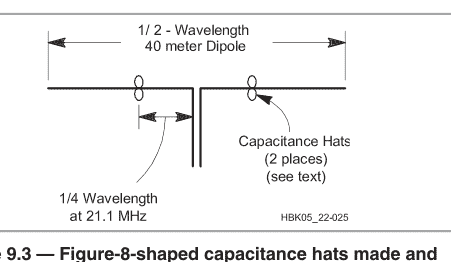 1/ 2 - Wavelength
40 meter Dipole
Capacitance Hats
(2 places)
(see text)
1/4 Wavelength
at 21.1 MHz
HBK05_22-025
9.3 — Figure-8-shaped capacitance hats made and